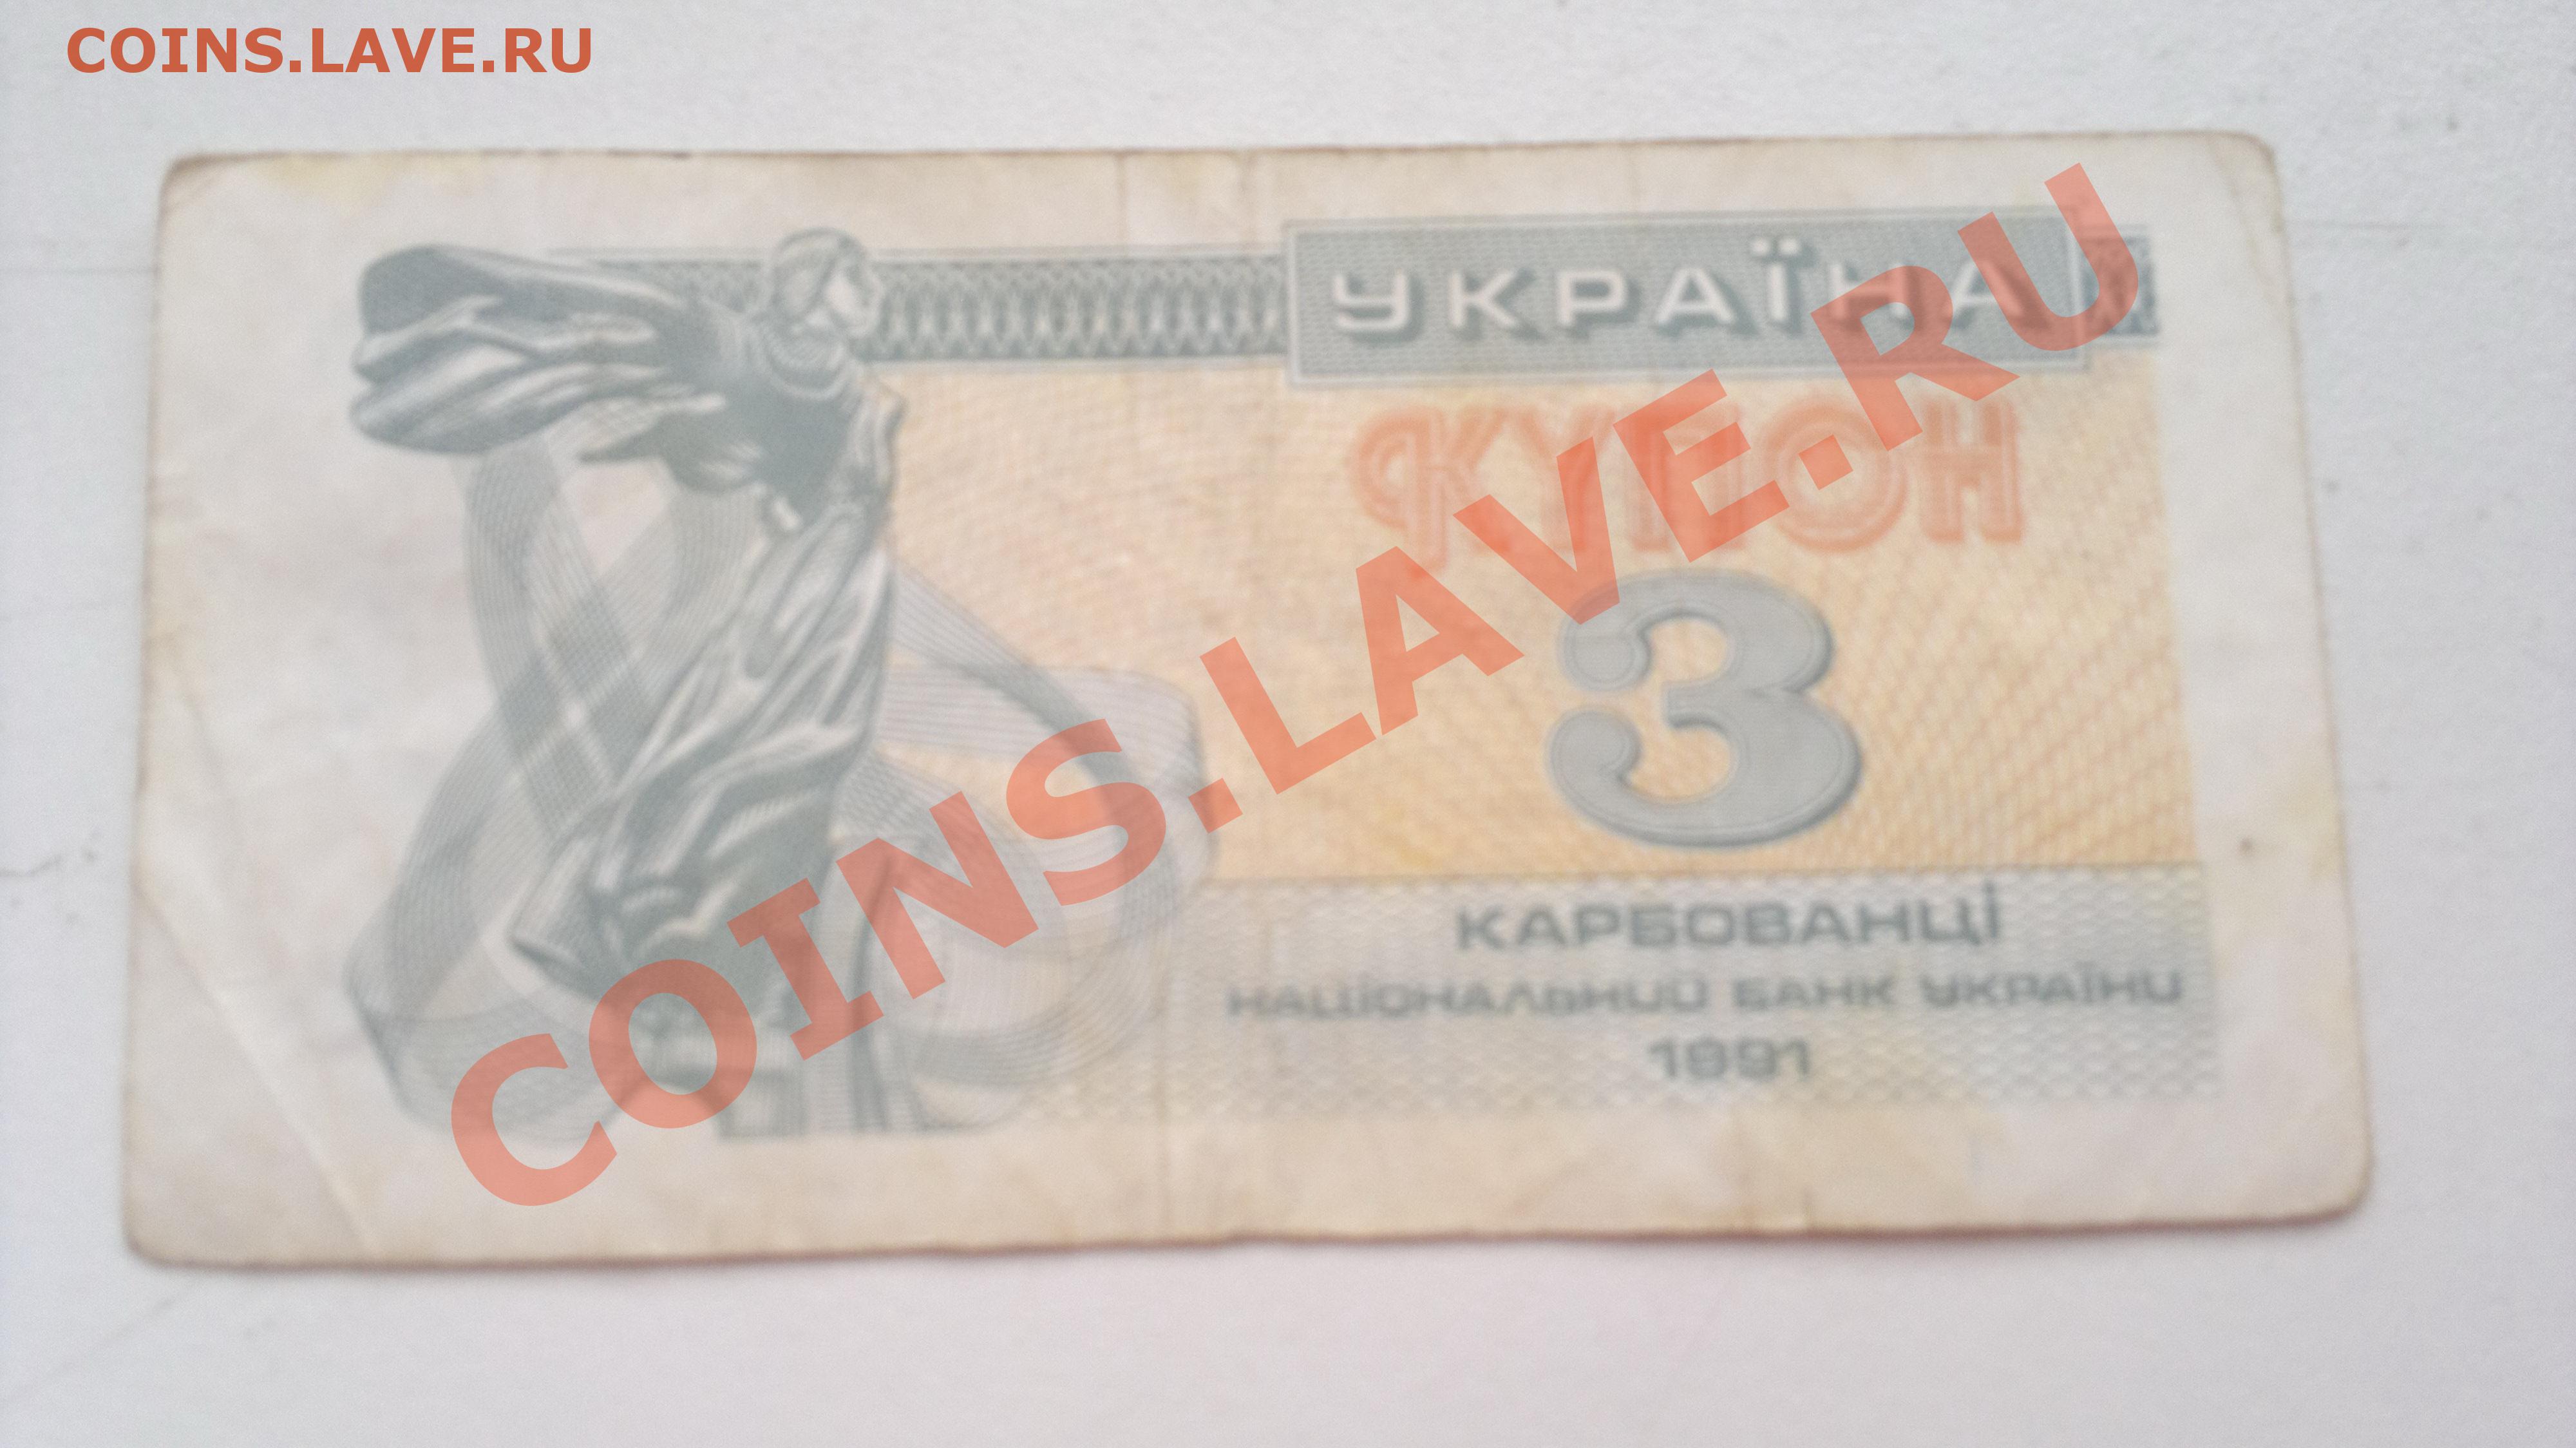 COINS.LAVE.RU
УКРАЇНА
КУПОН
3
КАРБОВАНЦІ
НАЦІОНАЛЬНИЙ БАНК УКРАЇНИ
1991
COINS.LAVE.RU